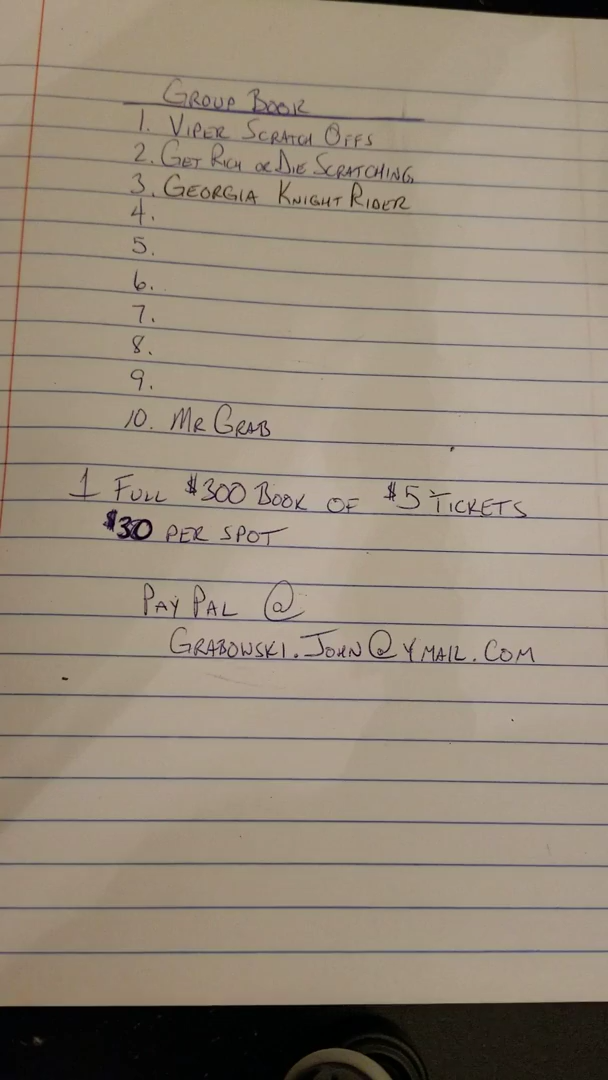 GROUP BOOK
1. VIPER SCRATCH OFFS
2. GET RICH OR DIE SCRATCHING
3. GEORGIA KNIGHT RIDER
4.
5.
6.
7.
8.
9.
10. MR GRAB
1 FULL $300 BOOK OF $5 TICKETS
$30 PER SPOT
PAYPAL @
GRABOWSKI.JOHN@YMAIL.COM